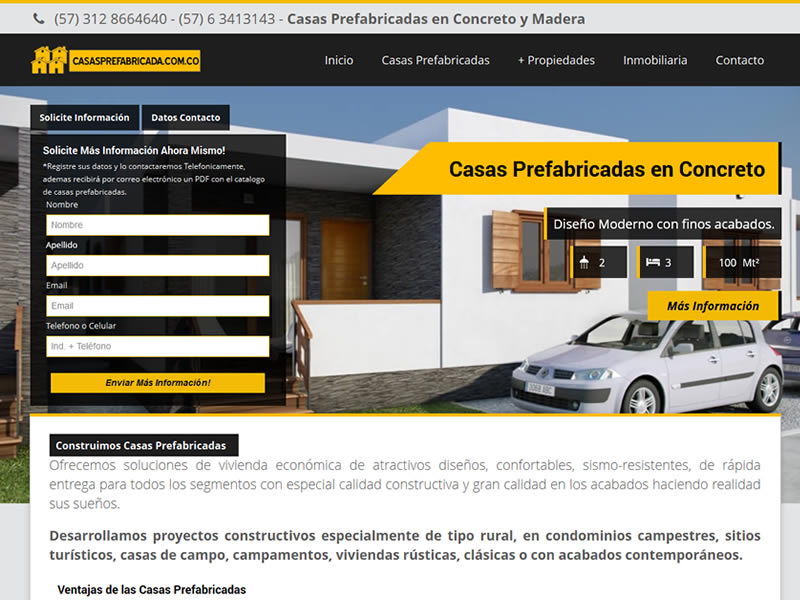 (57) 312 8664640 - (57) 6 3413143 - Casas Prefabricadas en Concreto y Madera
CASASPREFABRICADA.COM.CO
Inicio
Casas Prefabricadas
+ Propiedades
Inmobiliaria
Contacto
Solicite Información
Datos Contacto
Solicite Más Información Ahora Mismo!
*Registre sus datos y lo contactaremos Telefonicamente,
ademas recibirá por correo electrónico un PDF con el catalogo
de casas prefabricadas.
Nombre
Nombre
Apellido
Apellido
Email
Email
Telefono o Celular
Ind. + Teléfono
Enviar Más Información!
Casas Prefabricadas en Concreto
Diseño Moderno con finos acabados.
2
3
100 Mt²
Más Información
Construimos Casas Prefabricadas
Ofrecemos soluciones de vivienda económica de atractivos diseños, confortables, sismo-resistentes, de rápida
entrega para todos los segmentos con especial calidad constructiva y gran calidad en los acabados haciendo realidad
sus sueños.
Desarrollamos proyectos constructivos especialmente de tipo rural, en condominios campestres, sitios
turísticos, casas de campo, campamentos, viviendas rústicas, clásicas o con acabados contemporáneos.
Ventajas de las Casas Prefabricadas